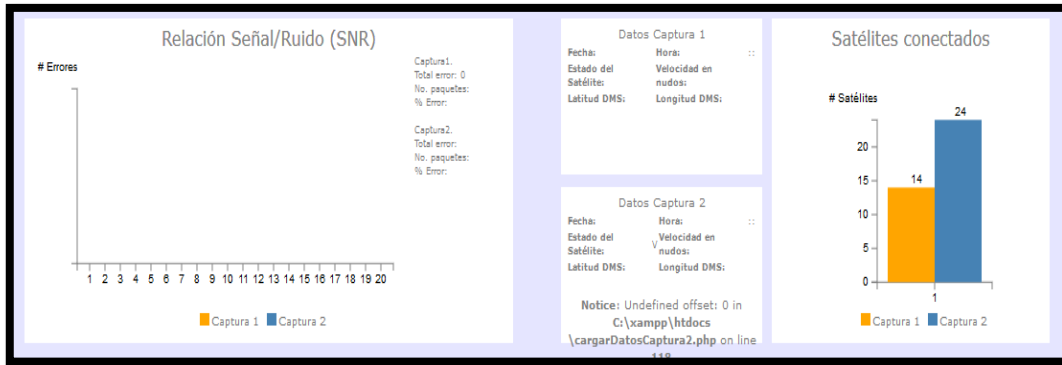 Relación Señal/Ruido (SNR)
# Errores
Captura1.
Total error: 0
No. paquetes:
% Error:
Captura2.
Total error:
No. paquetes:
% Error:
1 2 3 4 5 6 7 8 9 10 11 12 13 14 15 16 17 18 19 20
Captura 1 Captura 2
Datos Captura 1
Fecha: Hora: ::
Estado del Velocidad en
Satélite: nudos:
Latitud DMS: Longitud DMS:
Datos Captura 2
Fecha: Hora: ::
Estado del V Velocidad en
Satélite: nudos:
Latitud DMS: Longitud DMS:
Notice: Undefined offset: 0 in
C:\xampp\htdocs
\cargarDatosCaptura2.php on line
118
Satélites conectados
# Satélites
24
20
14
15
10
5
0
1
Captura 1 Captura 2